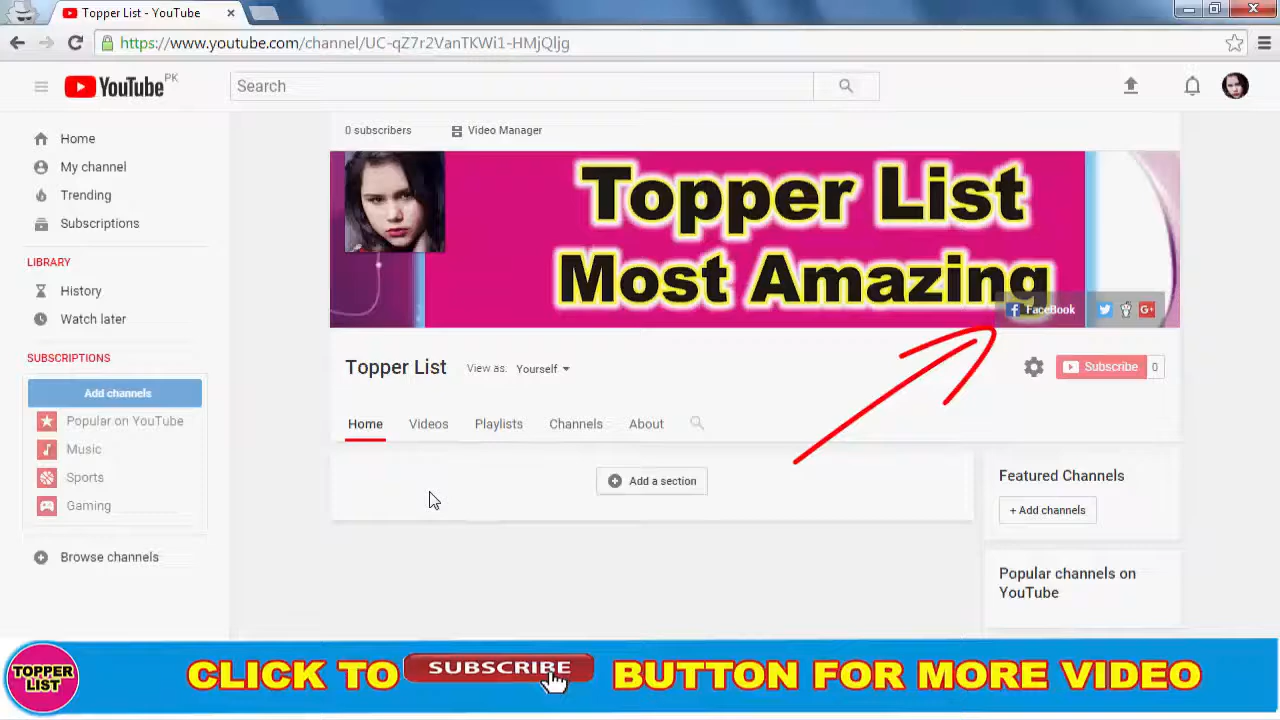 Topper List - YouTube
https://www.youtube.com/channel/UC-qZ7r2VanTKWi1-HMjQljg
YouTube PK
Search
Home
My channel
Trending
Subscriptions
LIBRARY
History
Watch later
SUBSCRIPTIONS
Add channels
Popular on YouTube
Music
Sports
Gaming
Browse channels
0 subscribers
Video Manager
Topper List
Most Amazing
FaceBook
G+
Topper List
View as:
Yourself
Subscribe
0
Home
Videos
Playlists
Channels
About
Add a section
Featured Channels
+ Add channels
Popular channels on
YouTube
TOPPER
LIST
CLICK TO SUBSCRIBE BUTTON FOR MORE VIDEO